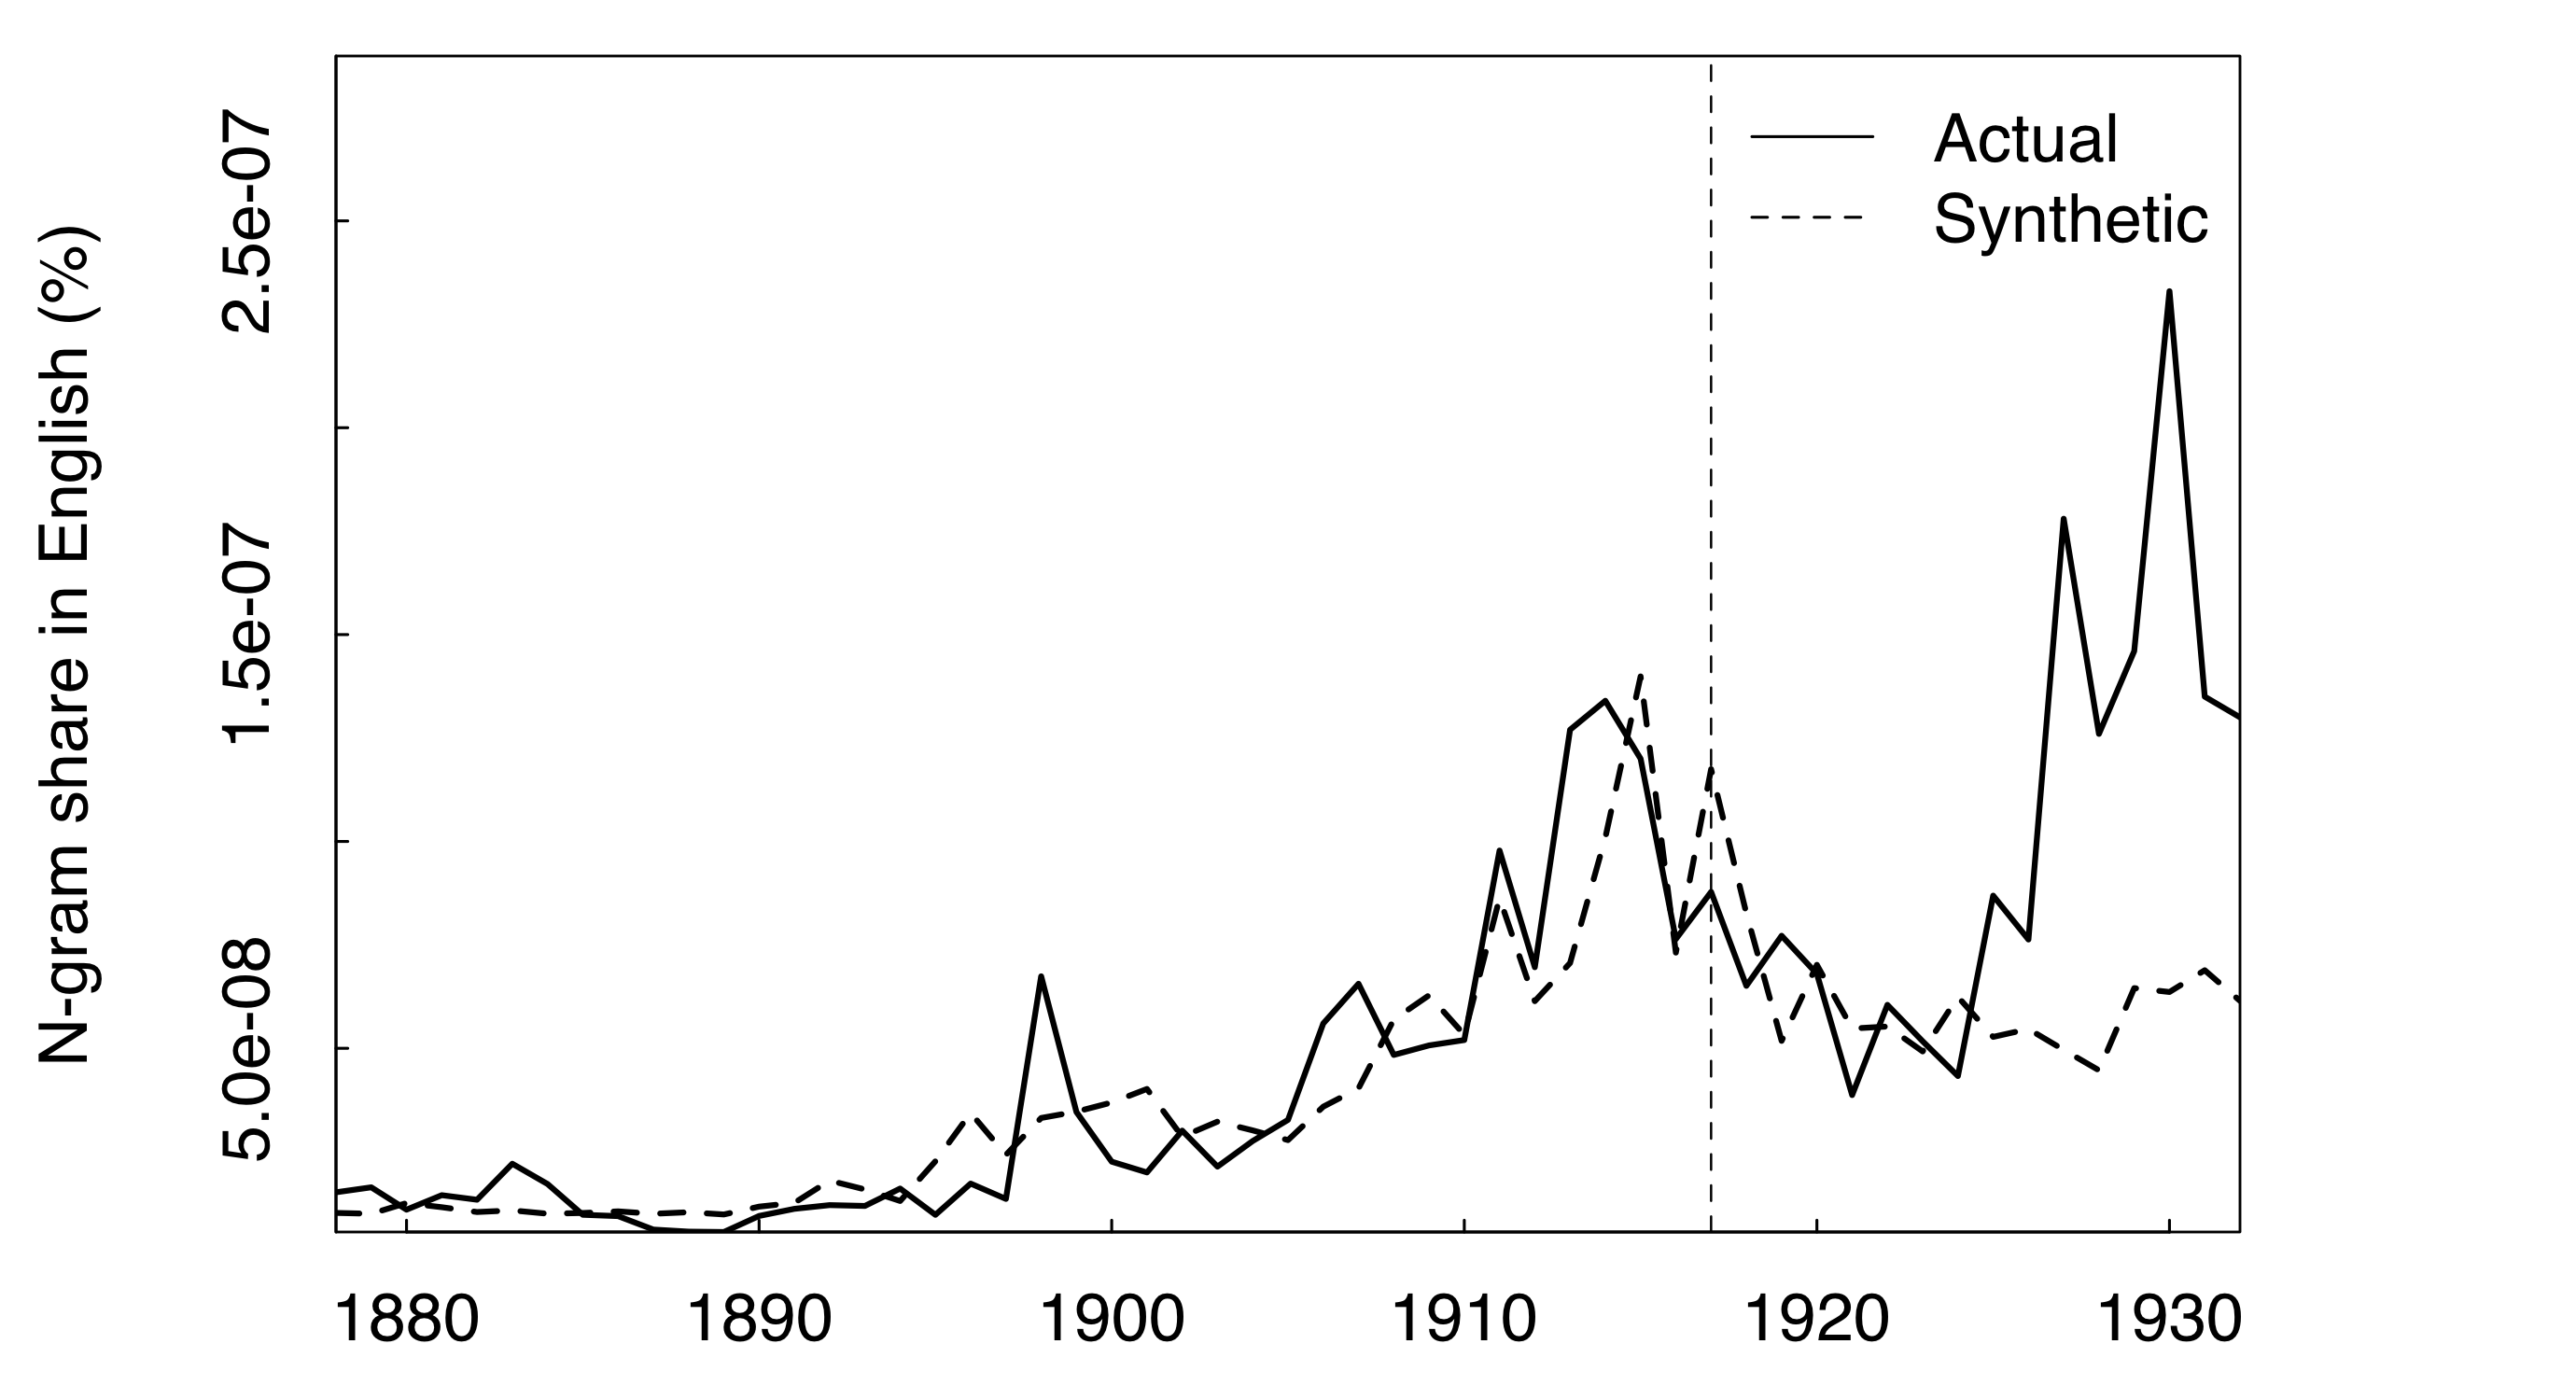 N-gram share in English (%)
2.5e-07
1.5e-07
5.0e-08
Actual
Synthetic
1880 1890 1900 1910 1920 1930